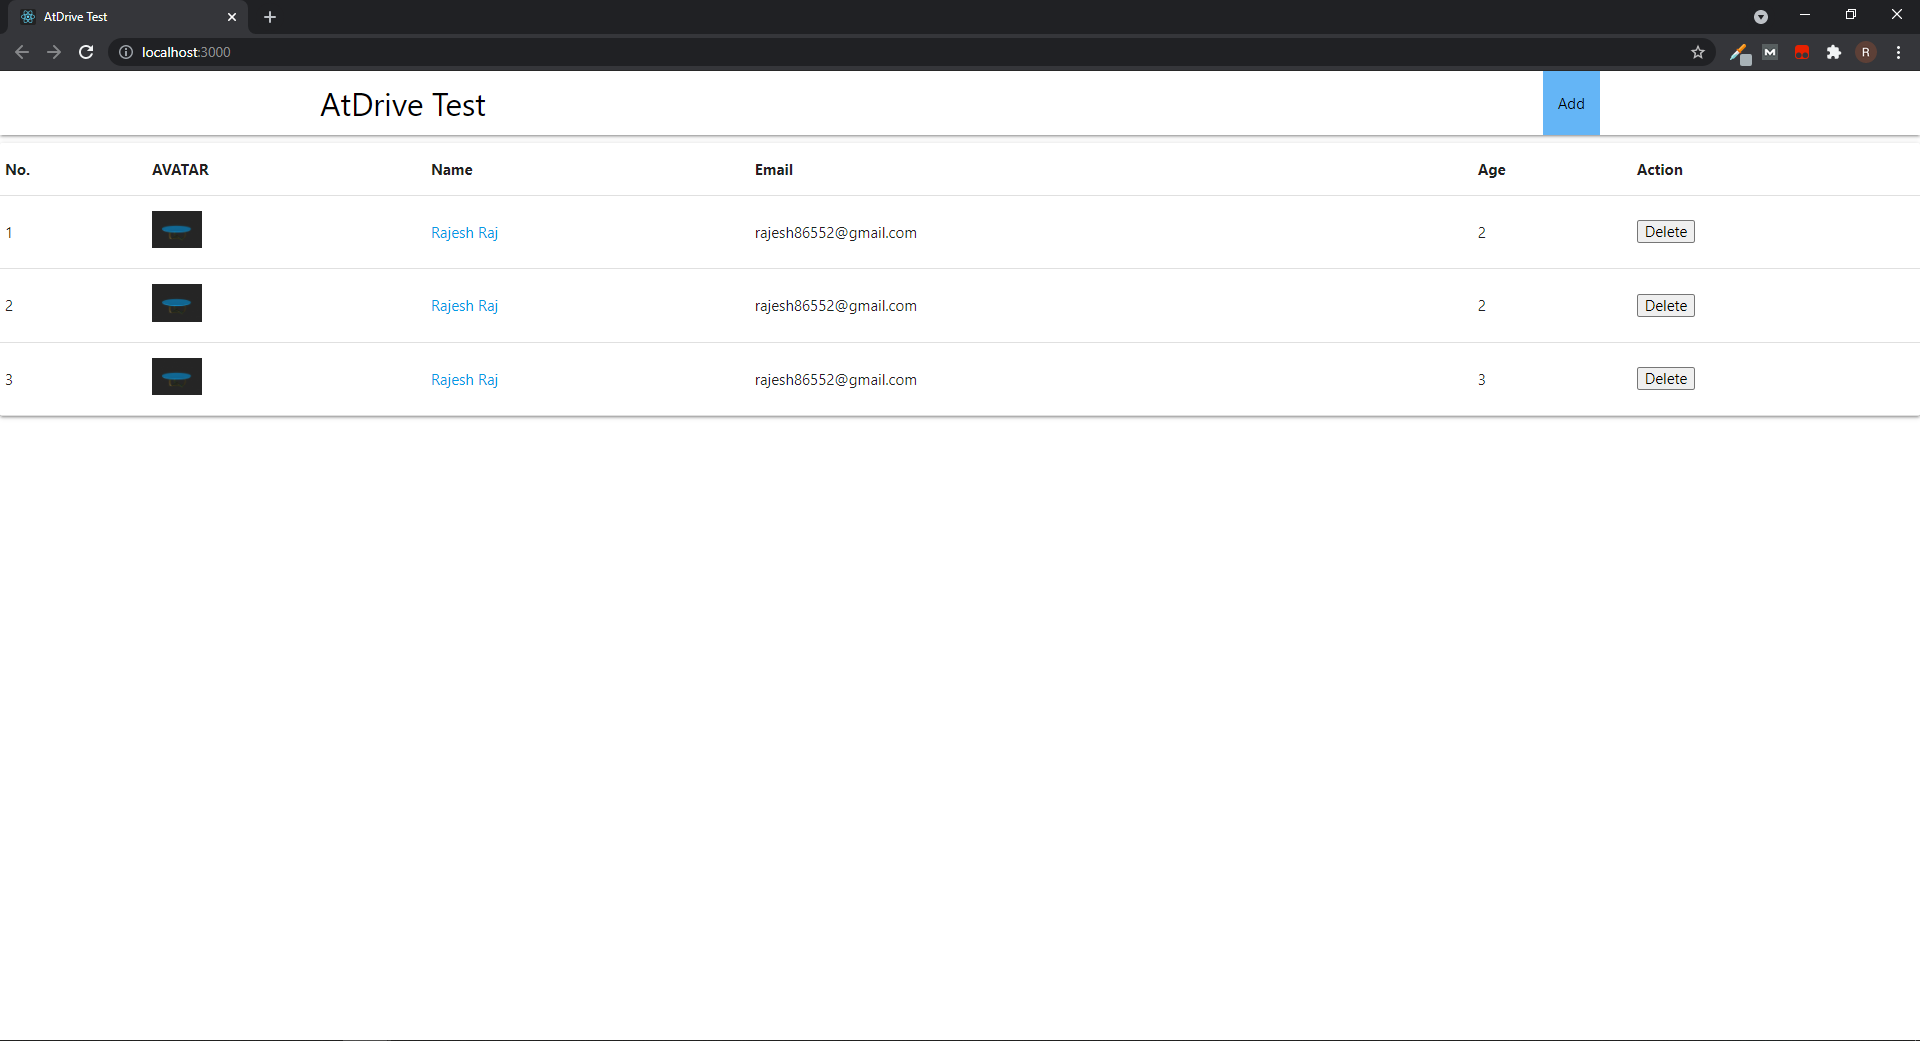 AtDrive Test
localhost:3000
R
AtDrive Test Add
No. AVATAR Name Email Age Action
1 Rajesh Raj rajesh86552@gmail.com 2 Delete
2 Rajesh Raj rajesh86552@gmail.com 2 Delete
3 Rajesh Raj rajesh86552@gmail.com 3 Delete